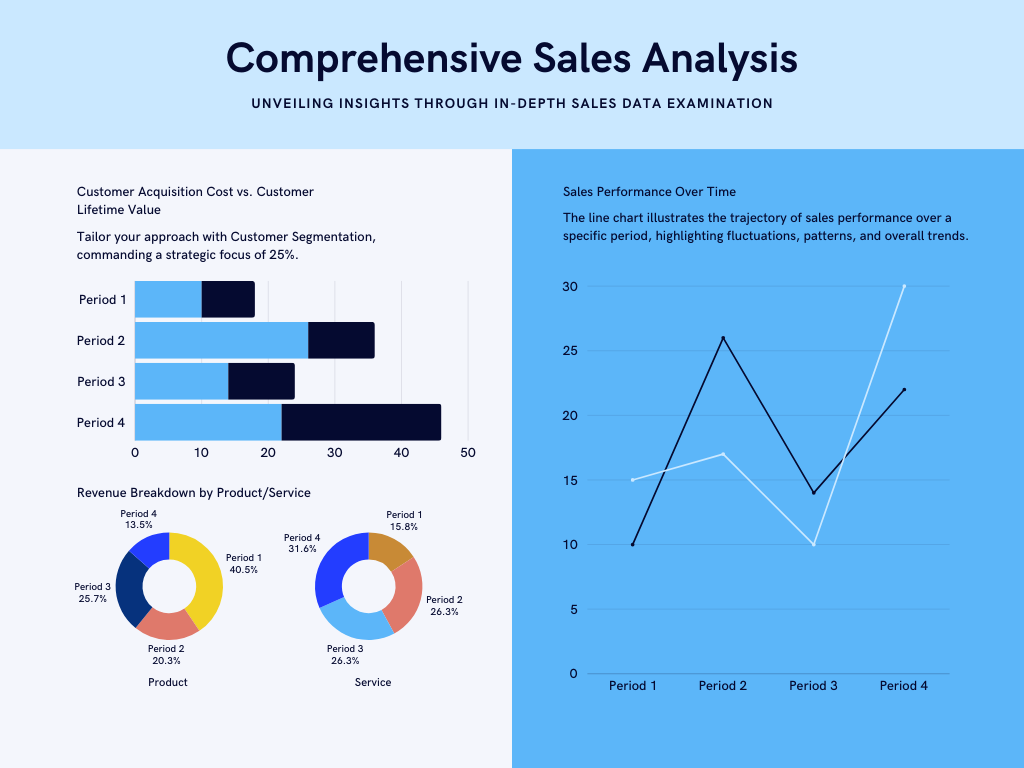 Comprehensive Sales Analysis
UNVEILING INSIGHTS THROUGH IN-DEPTH SALES DATA EXAMINATION
Customer Acquisition Cost vs. Customer
Lifetime Value
Tailor your approach with Customer Segmentation,
commanding a strategic focus of 25%.
Period 1
Period 2
Period 3
Period 4
0 10 20 30 40 50
Revenue Breakdown by Product/Service
Period 4
13.5%
Period 1
40.5%
Period 3
25.7%
Period 2
20.3%
Product
Period 1
15.8%
Period 4
31.6%
Period 2
26.3%
Period 3
26.3%
Service
Sales Performance Over Time
The line chart illustrates the trajectory of sales performance over a
specific period, highlighting fluctuations, patterns, and overall trends.
30
25
20
15
10
5
0
Period 1 Period 2 Period 3 Period 4